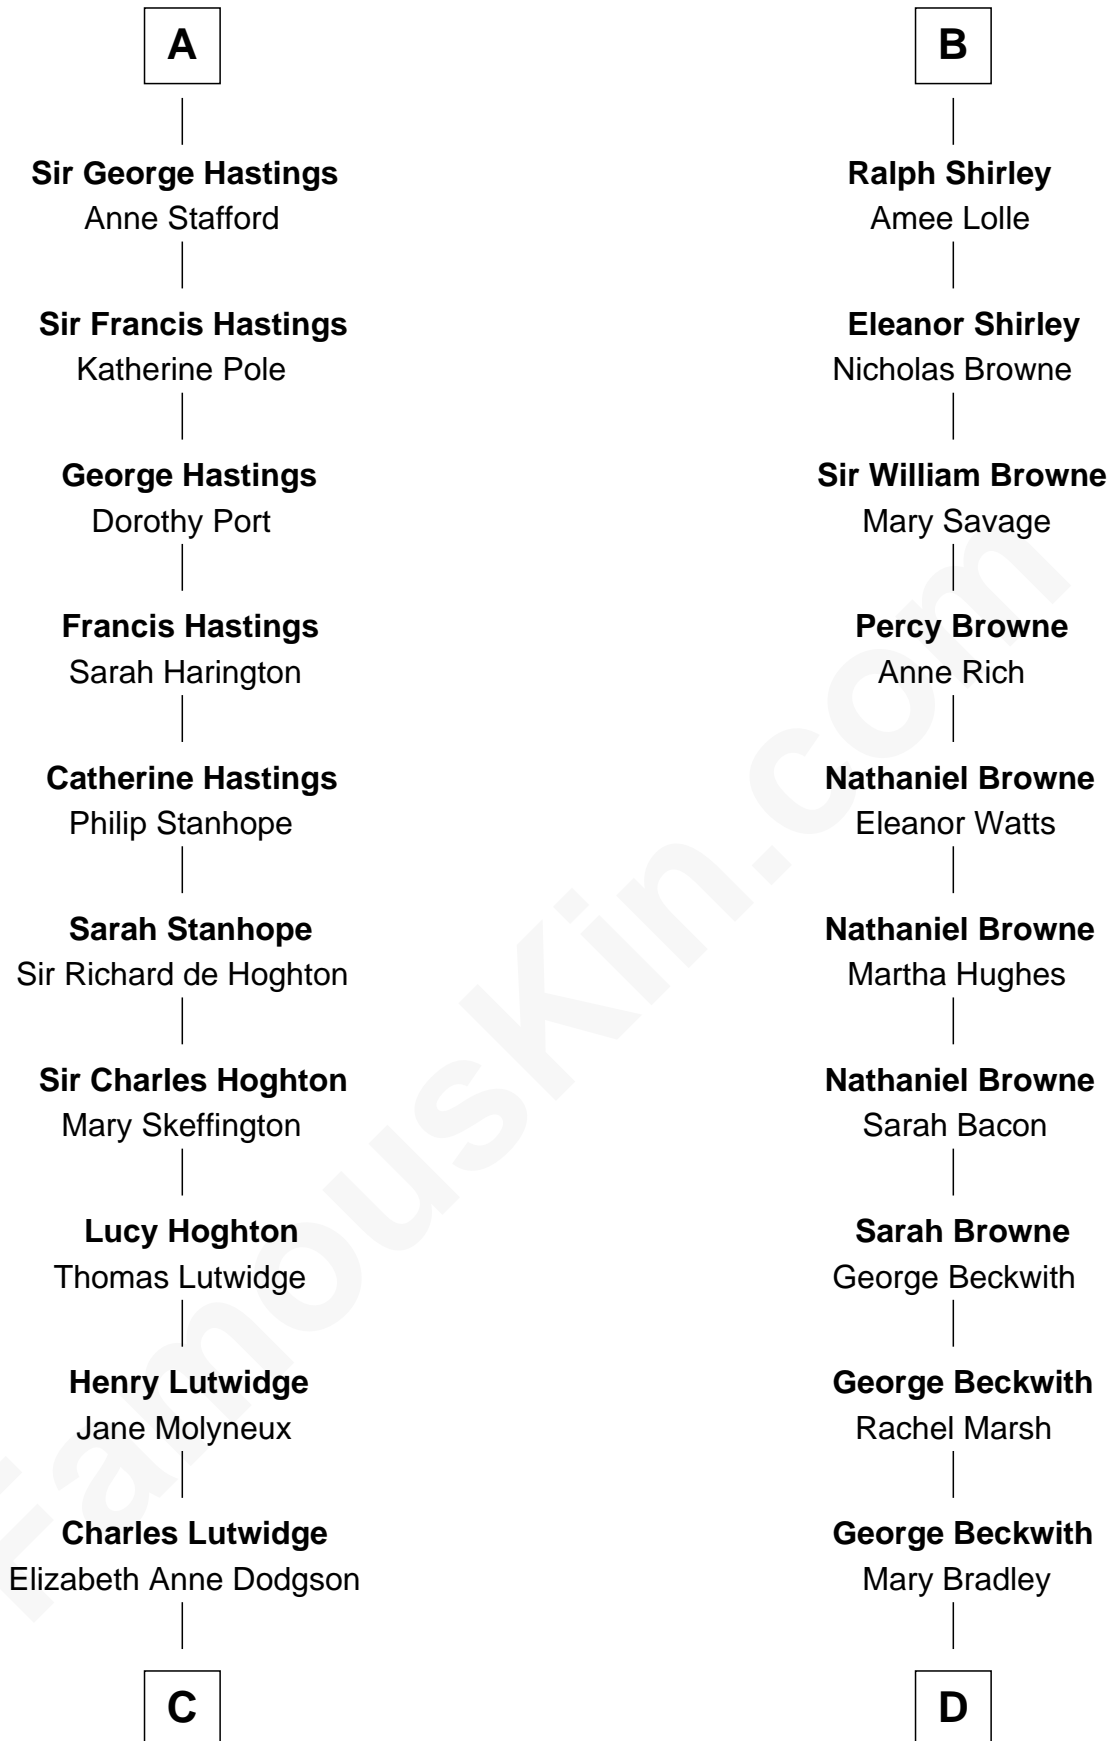 A
Sir George Hastings
Anne Stafford
Sir Francis Hastings
Katherine Pole
George Hastings
Dorothy Port
Francis Hastings
Sarah Harington
Catherine Hastings
Philip Stanhope
Sarah Stanhope
Sir Richard de Hoghton
Sir Charles Hoghton
Mary Skeffington
Lucy Hoghton
Thomas Lutwidge
Henry Lutwidge
Jane Molyneux
Charles Lutwidge
Elizabeth Anne Dodgson
C
B
Ralph Shirley
Amee Lolle
Eleanor Shirley
Nicholas Browne
Sir William Browne
Mary Savage
Percy Browne
Anne Rich
Nathaniel Browne
Eleanor Watts
Nathaniel Browne
Martha Hughes
Nathaniel Browne
Sarah Bacon
Sarah Browne
George Beckwith
George Beckwith
Rachel Marsh
George Beckwith
Mary Bradley
D
FamousKin.com